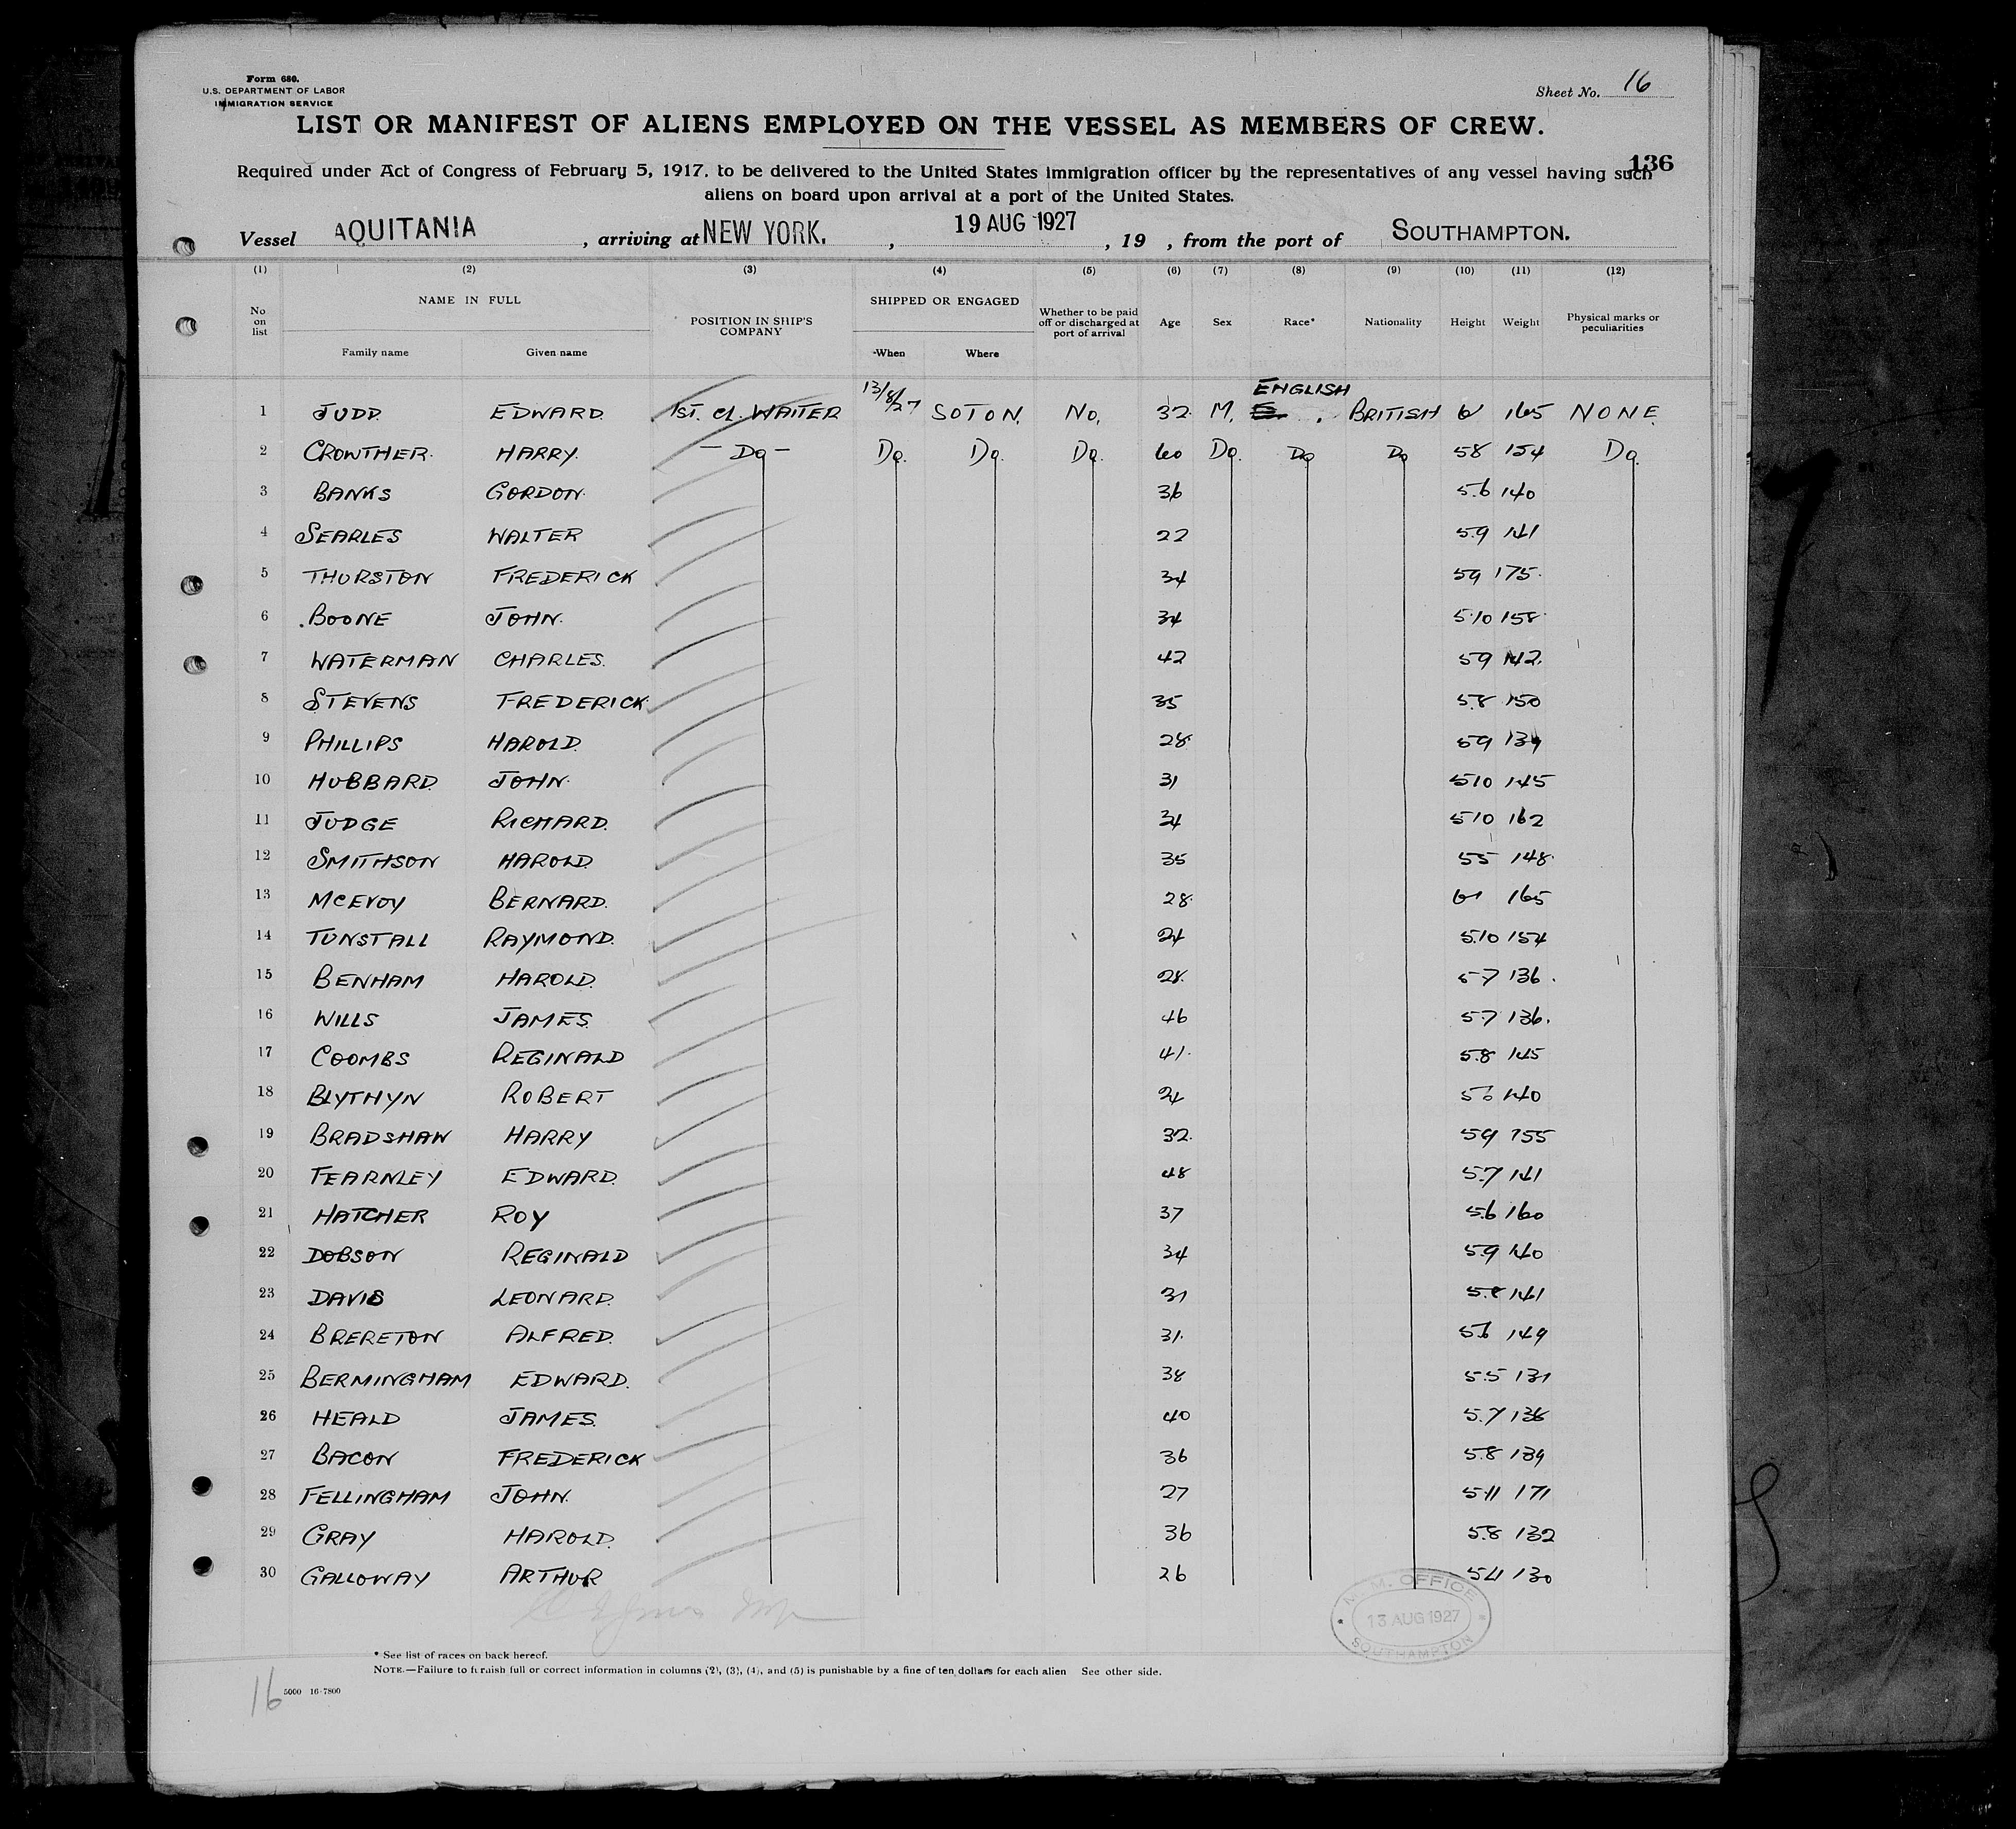 Form 680.
U.S. DEPARTMENT OF LABOR
IMMIGRATION SERVICE
Sheet No. 16
LIST OR MANIFEST OF ALIENS EMPLOYED ON THE VESSEL AS MEMBERS OF CREW.
136
Required under Act of Congress of February 5, 1917, to be delivered to the United States immigration officer by the representatives of any vessel having such
aliens on board upon arrival at a port of the United States.
Vessel AQUITANIA , arriving at NEW YORK. , 19 AUG 1927 , 19 , from the port of SOUTHAMPTON.
(1) (2) (3) (4) (5) (6) (7) (8) (9) (10) (11) (12)
No on list NAME IN FULL Family name Given name POSITION IN SHIP'S COMPANY SHIPPED OR ENGAGED When Where Whether to be paid off or discharged at port of arrival Age Sex Race* Nationality Height Weight Physical marks or peculiarities
1 JUDD. EDWARD. 1ST. Cl. WAITER 13/8/27 SOTON. No. 32 M. ENGLISH BRITISH 6 165 NONE.
2 CROWTHER. HARRY. - Do - Do. Do. Do. 60 Do. Do Do 58 154 Do.
3 BANKS GORDON. 36 5.6 140
4 SEARLES WALTER 22 5.9 141
5 THURSTON FREDERICK 34 59 175.
6 BOONE JOHN. 34 5.10 158
7 WATERMAN CHARLES. 42 59 142.
8 STEVENS FREDERICK. 35 5.8 150
9 PHILLIPS HAROLD. 28. 59 139
10 HUBBARD. JOHN. 31 510 145
11 JUDGE RICHARD. 34 510 162
12 SMITHSON HAROLD 35 55 148.
13 MCEVOY BERNARD. 28. 61 165
14 TUNSTALL RAYMOND. 24 5.10 154
15 BENHAM HAROLD. 28. 57 136.
16 WILLS JAMES. 46 57 136.
17 COOMBS REGINALD 41. 5.8 145
18 BLYTHYN ROBERT 24 56 140
19 BRADSHAW HARRY 32. 59 155
20 FEARNLEY EDWARD. 48 5.7 141
21 HATCHER ROY 37 5.6 160
22 DOBSON REGINALD 34 5.9 140
23 DAVIS LEONARD. 31 5.8 141
24 BRERETON ALFRED. 31. 56 149
25 BERMINGHAM EDWARD. 38 5.5 131
26 HEALD JAMES. 40 5.7 136
27 BACON FREDERICK 36 5.8 139
28 FELLINGHAM JOHN. 27 5.11 171
29 GRAY HAROLD. 36 5.8 132
30 GALLOWAY ARTHUR 26 130
M.M. OFFICE
13 AUG 1927
SOUTHAMPTON
* See list of races on back hereof.
NOTE.—Failure to furnish full or correct information in columns (2), (3), (4), and (5) is punishable by a fine of ten dollars for each alien See other side.
16 5000 16-7800